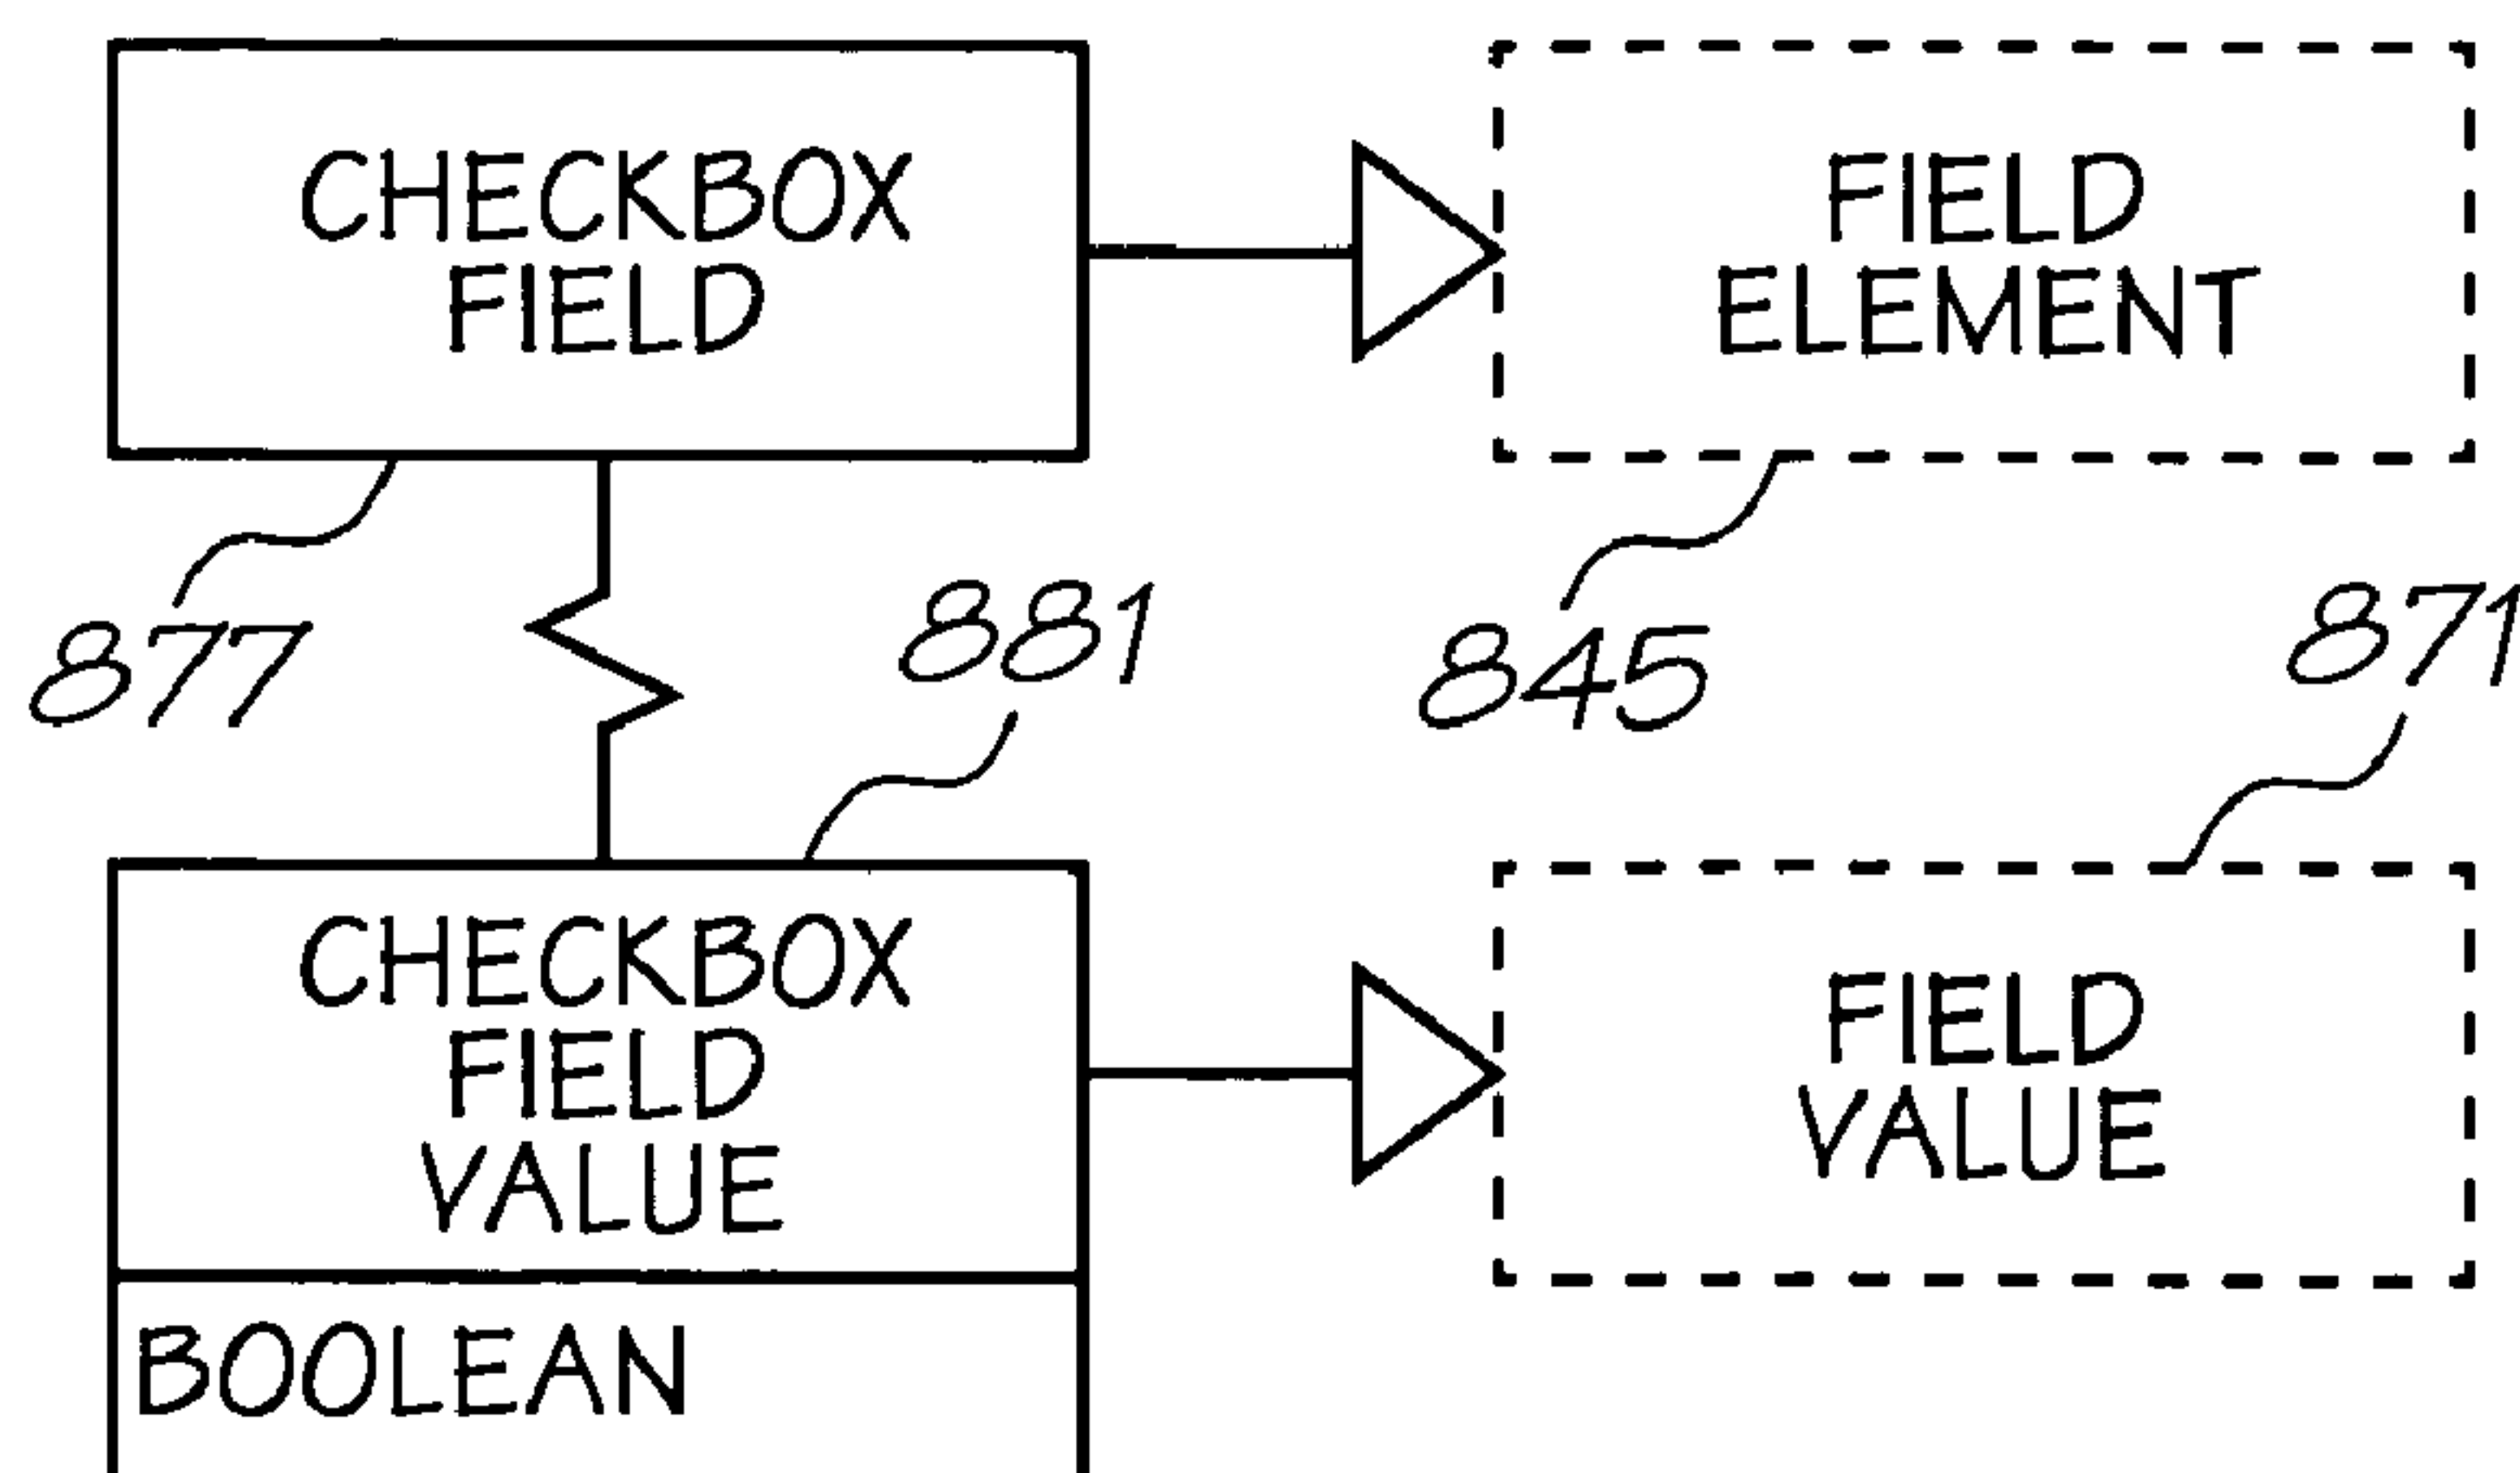 CHECKBOX
FIELD
FIELD
ELEMENT
877
881
845
871
CHECKBOX
FIELD
VALUE
FIELD
VALUE
BOOLEAN